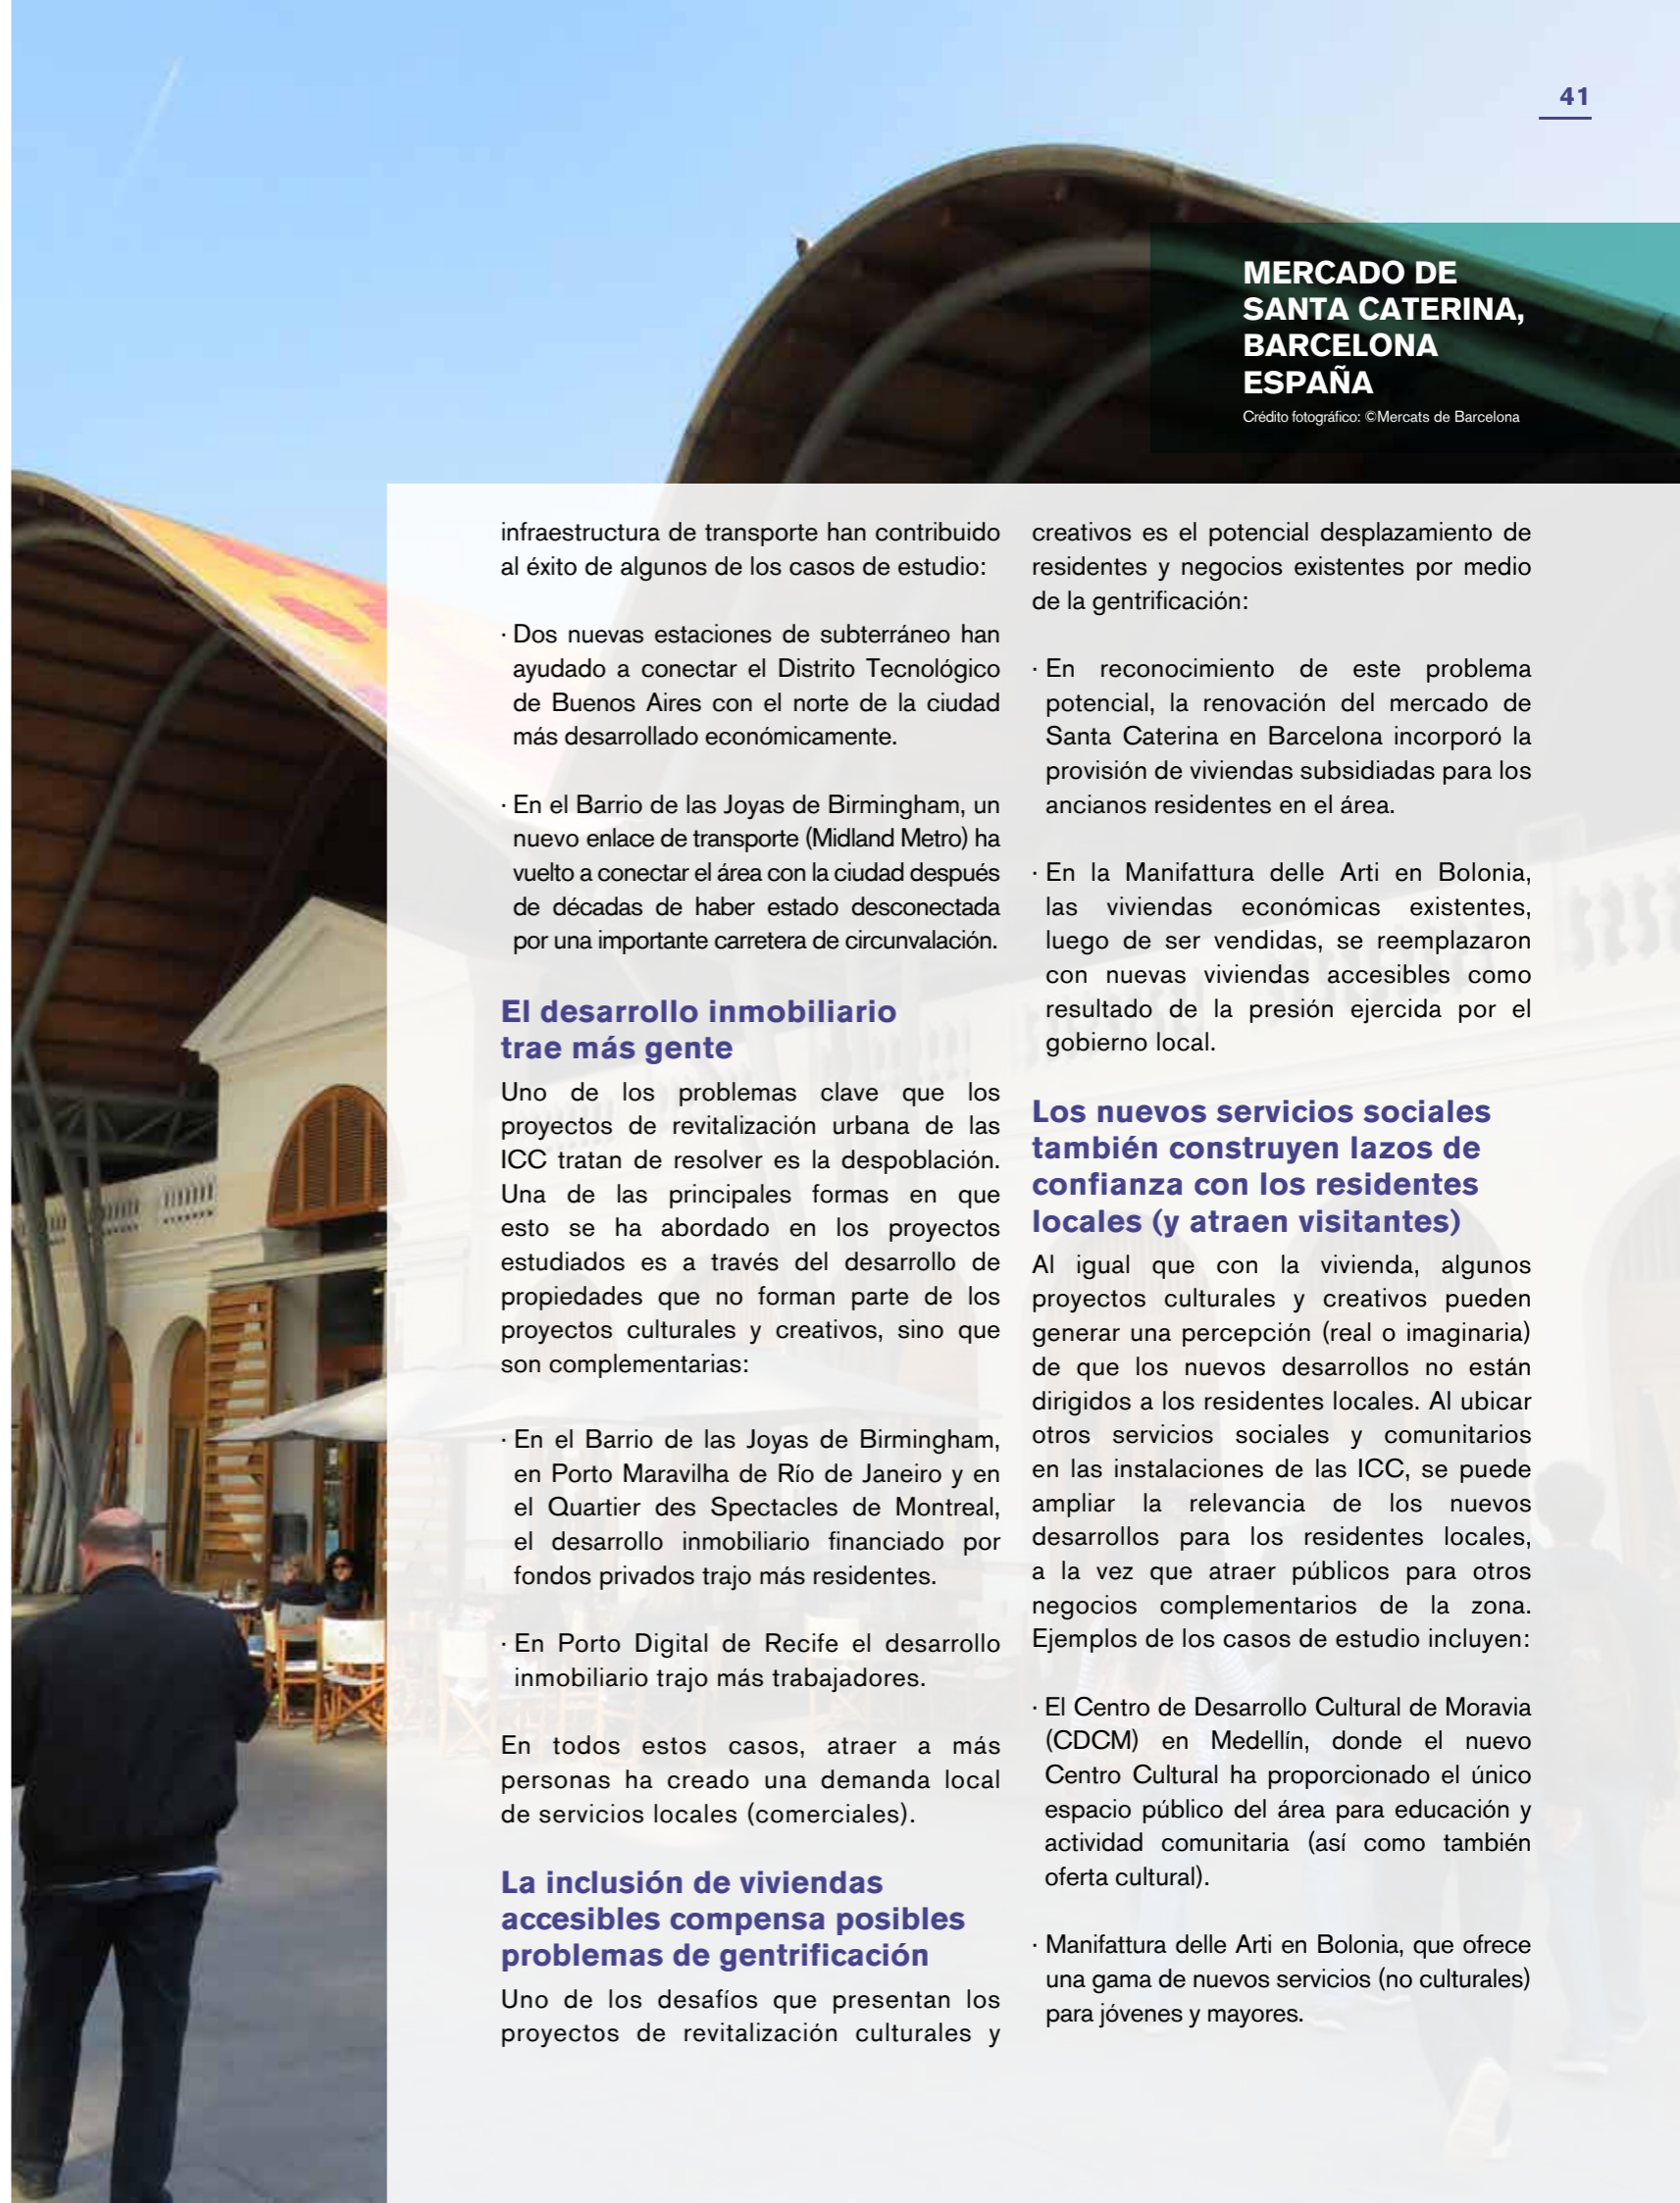 41
MERCADO DE
SANTA CATERINA,
BARCELONA
ESPAÑA
Crédito fotográfico: ©Mercats de Barcelona
infraestructura de transporte han contribuido
al éxito de algunos de los casos de estudio:
· Dos nuevas estaciones de subterráneo han
ayudado a conectar el Distrito Tecnológico
de Buenos Aires con el norte de la ciudad
más desarrollado económicamente.
· En el Barrio de las Joyas de Birmingham, un
nuevo enlace de transporte (Midland Metro) ha
vuelto a conectar el área con la ciudad después
de décadas de haber estado desconectada
por una importante carretera de circunvalación.
El desarrollo inmobiliario
trae más gente
Uno de los problemas clave que los
proyectos de revitalización urbana de las
ICC tratan de resolver es la despoblación.
Una de las principales formas en que
esto se ha abordado en los proyectos
estudiados es a través del desarrollo de
propiedades que no forman parte de los
proyectos culturales y creativos, sino que
son complementarias:
· En el Barrio de las Joyas de Birmingham,
en Porto Maravilha de Río de Janeiro y en
el Quartier des Spectacles de Montreal,
el desarrollo inmobiliario financiado por
fondos privados trajo más residentes.
· En Porto Digital de Recife el desarrollo
inmobiliario trajo más trabajadores.
En todos estos casos, atraer a más
personas ha creado una demanda local
de servicios locales (comerciales).
La inclusión de viviendas
accesibles compensa posibles
problemas de gentrificación
Uno de los desafíos que presentan los
proyectos de revitalización culturales y
creativos es el potencial desplazamiento de
residentes y negocios existentes por medio
de la gentrificación:
· En reconocimiento de este problema
potencial, la renovación del mercado de
Santa Caterina en Barcelona incorporó la
provisión de viviendas subsidiadas para los
ancianos residentes en el área.
· En la Manifattura delle Arti en Bolonia,
las viviendas económicas existentes,
luego de ser vendidas, se reemplazaron
con nuevas viviendas accesibles como
resultado de la presión ejercida por el
gobierno local.
Los nuevos servicios sociales
también construyen lazos de
confianza con los residentes
locales (y atraen visitantes)
Al igual que con la vivienda, algunos
proyectos culturales y creativos pueden
generar una percepción (real o imaginaria)
de que los nuevos desarrollos no están
dirigidos a los residentes locales. Al ubicar
otros servicios sociales y comunitarios
en las instalaciones de las ICC, se puede
ampliar la relevancia de los nuevos
desarrollos para los residentes locales,
a la vez que atraer públicos para otros
negocios complementarios de la zona.
Ejemplos de los casos de estudio incluyen:
· El Centro de Desarrollo Cultural de Moravia
(CDCM) en Medellín, donde el nuevo
Centro Cultural ha proporcionado el único
espacio público del área para educación y
actividad comunitaria (así como también
oferta cultural).
· Manifattura delle Arti en Bolonia, que ofrece
una gama de nuevos servicios (no culturales)
para jóvenes y mayores.